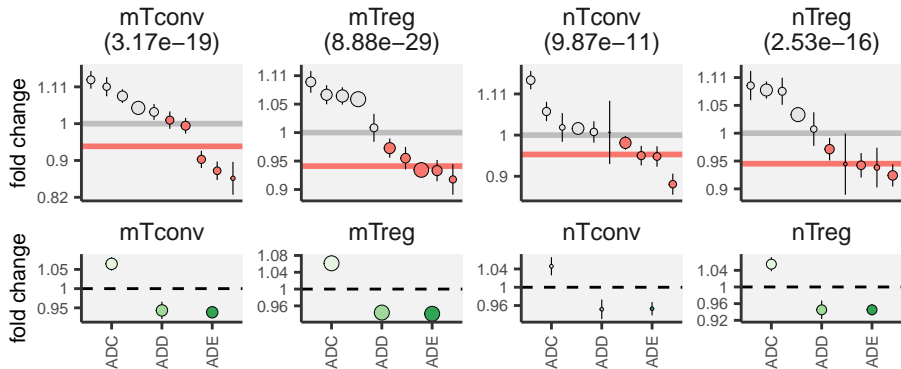 mTconv
(3.17e−19)
mTreg
(8.88e−29)
nTconv
(9.87e−11)
nTreg
(2.53e−16)
fold change
1.11
1
0.9
0.82
1.1
1.05
1
0.95
0.9
1.11
1
0.9
1.1
1.05
1
0.95
0.9
mTconv
mTreg
nTconv
nTreg
fold change
1.05
1
0.95
1.08
1.04
1
0.96
1.04
1
0.96
1.04
1
0.96
0.92
ADC
ADD
ADE
ADC
ADD
ADE
ADC
ADD
ADE
ADC
ADD
ADE